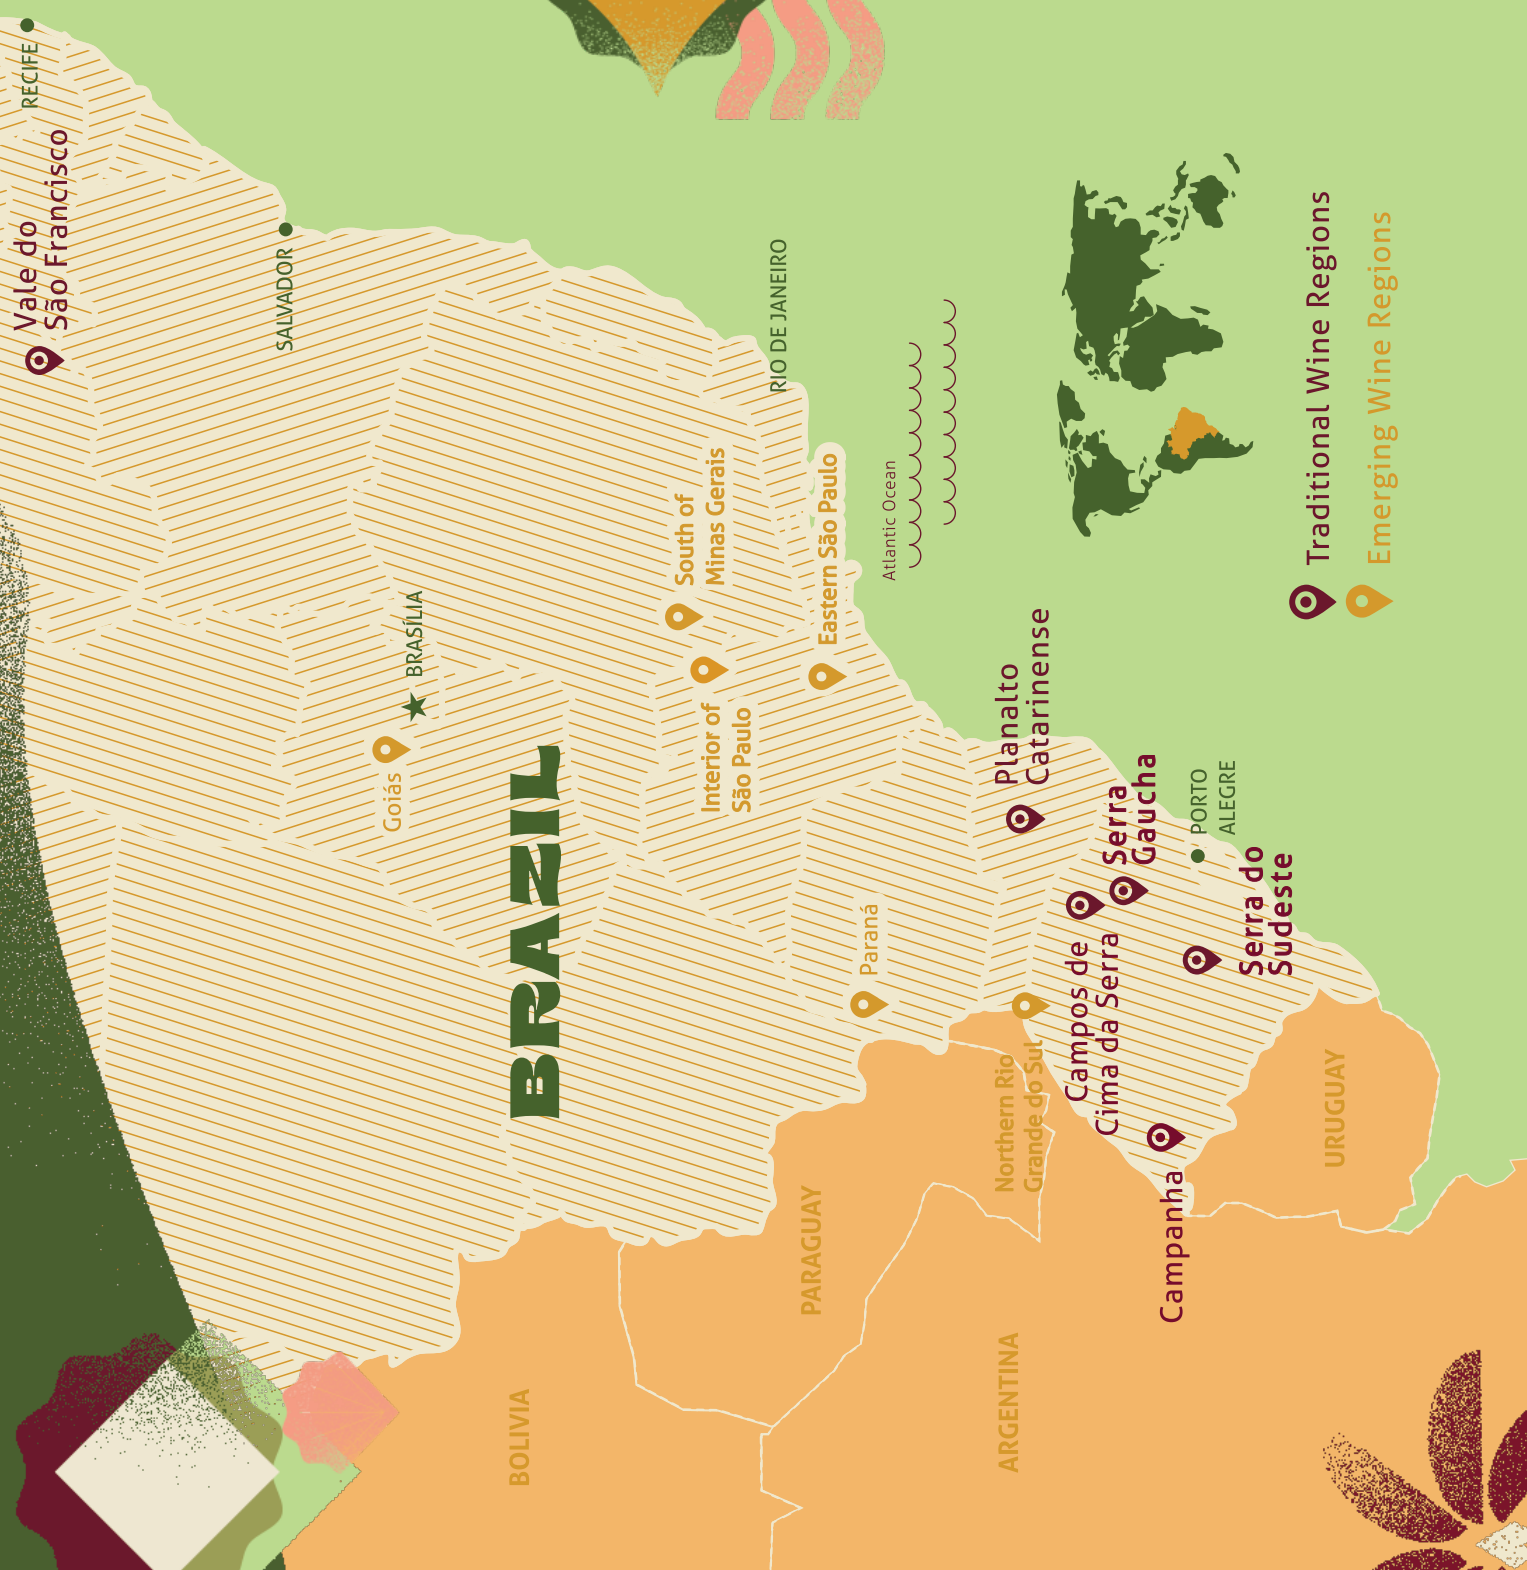 RECIFE
Vale do
São Francisco
SALVADOR
RIO DE JANEIRO
South of
Minas Gerais
Eastern São Paulo
Atlantic Ocean
BRASÍLIA
Goiás
Interior of
São Paulo
BRAZIL
Planalto
Catarinense
Serra
Gaucha
PORTO
ALEGRE
Serra do
Sudeste
Paraná
Campos de
Cima da Serra
Northern Rio
Grande do Sul
Campanha
URUGUAY
PARAGUAY
ARGENTINA
BOLIVIA
Traditional Wine Regions
Emerging Wine Regions